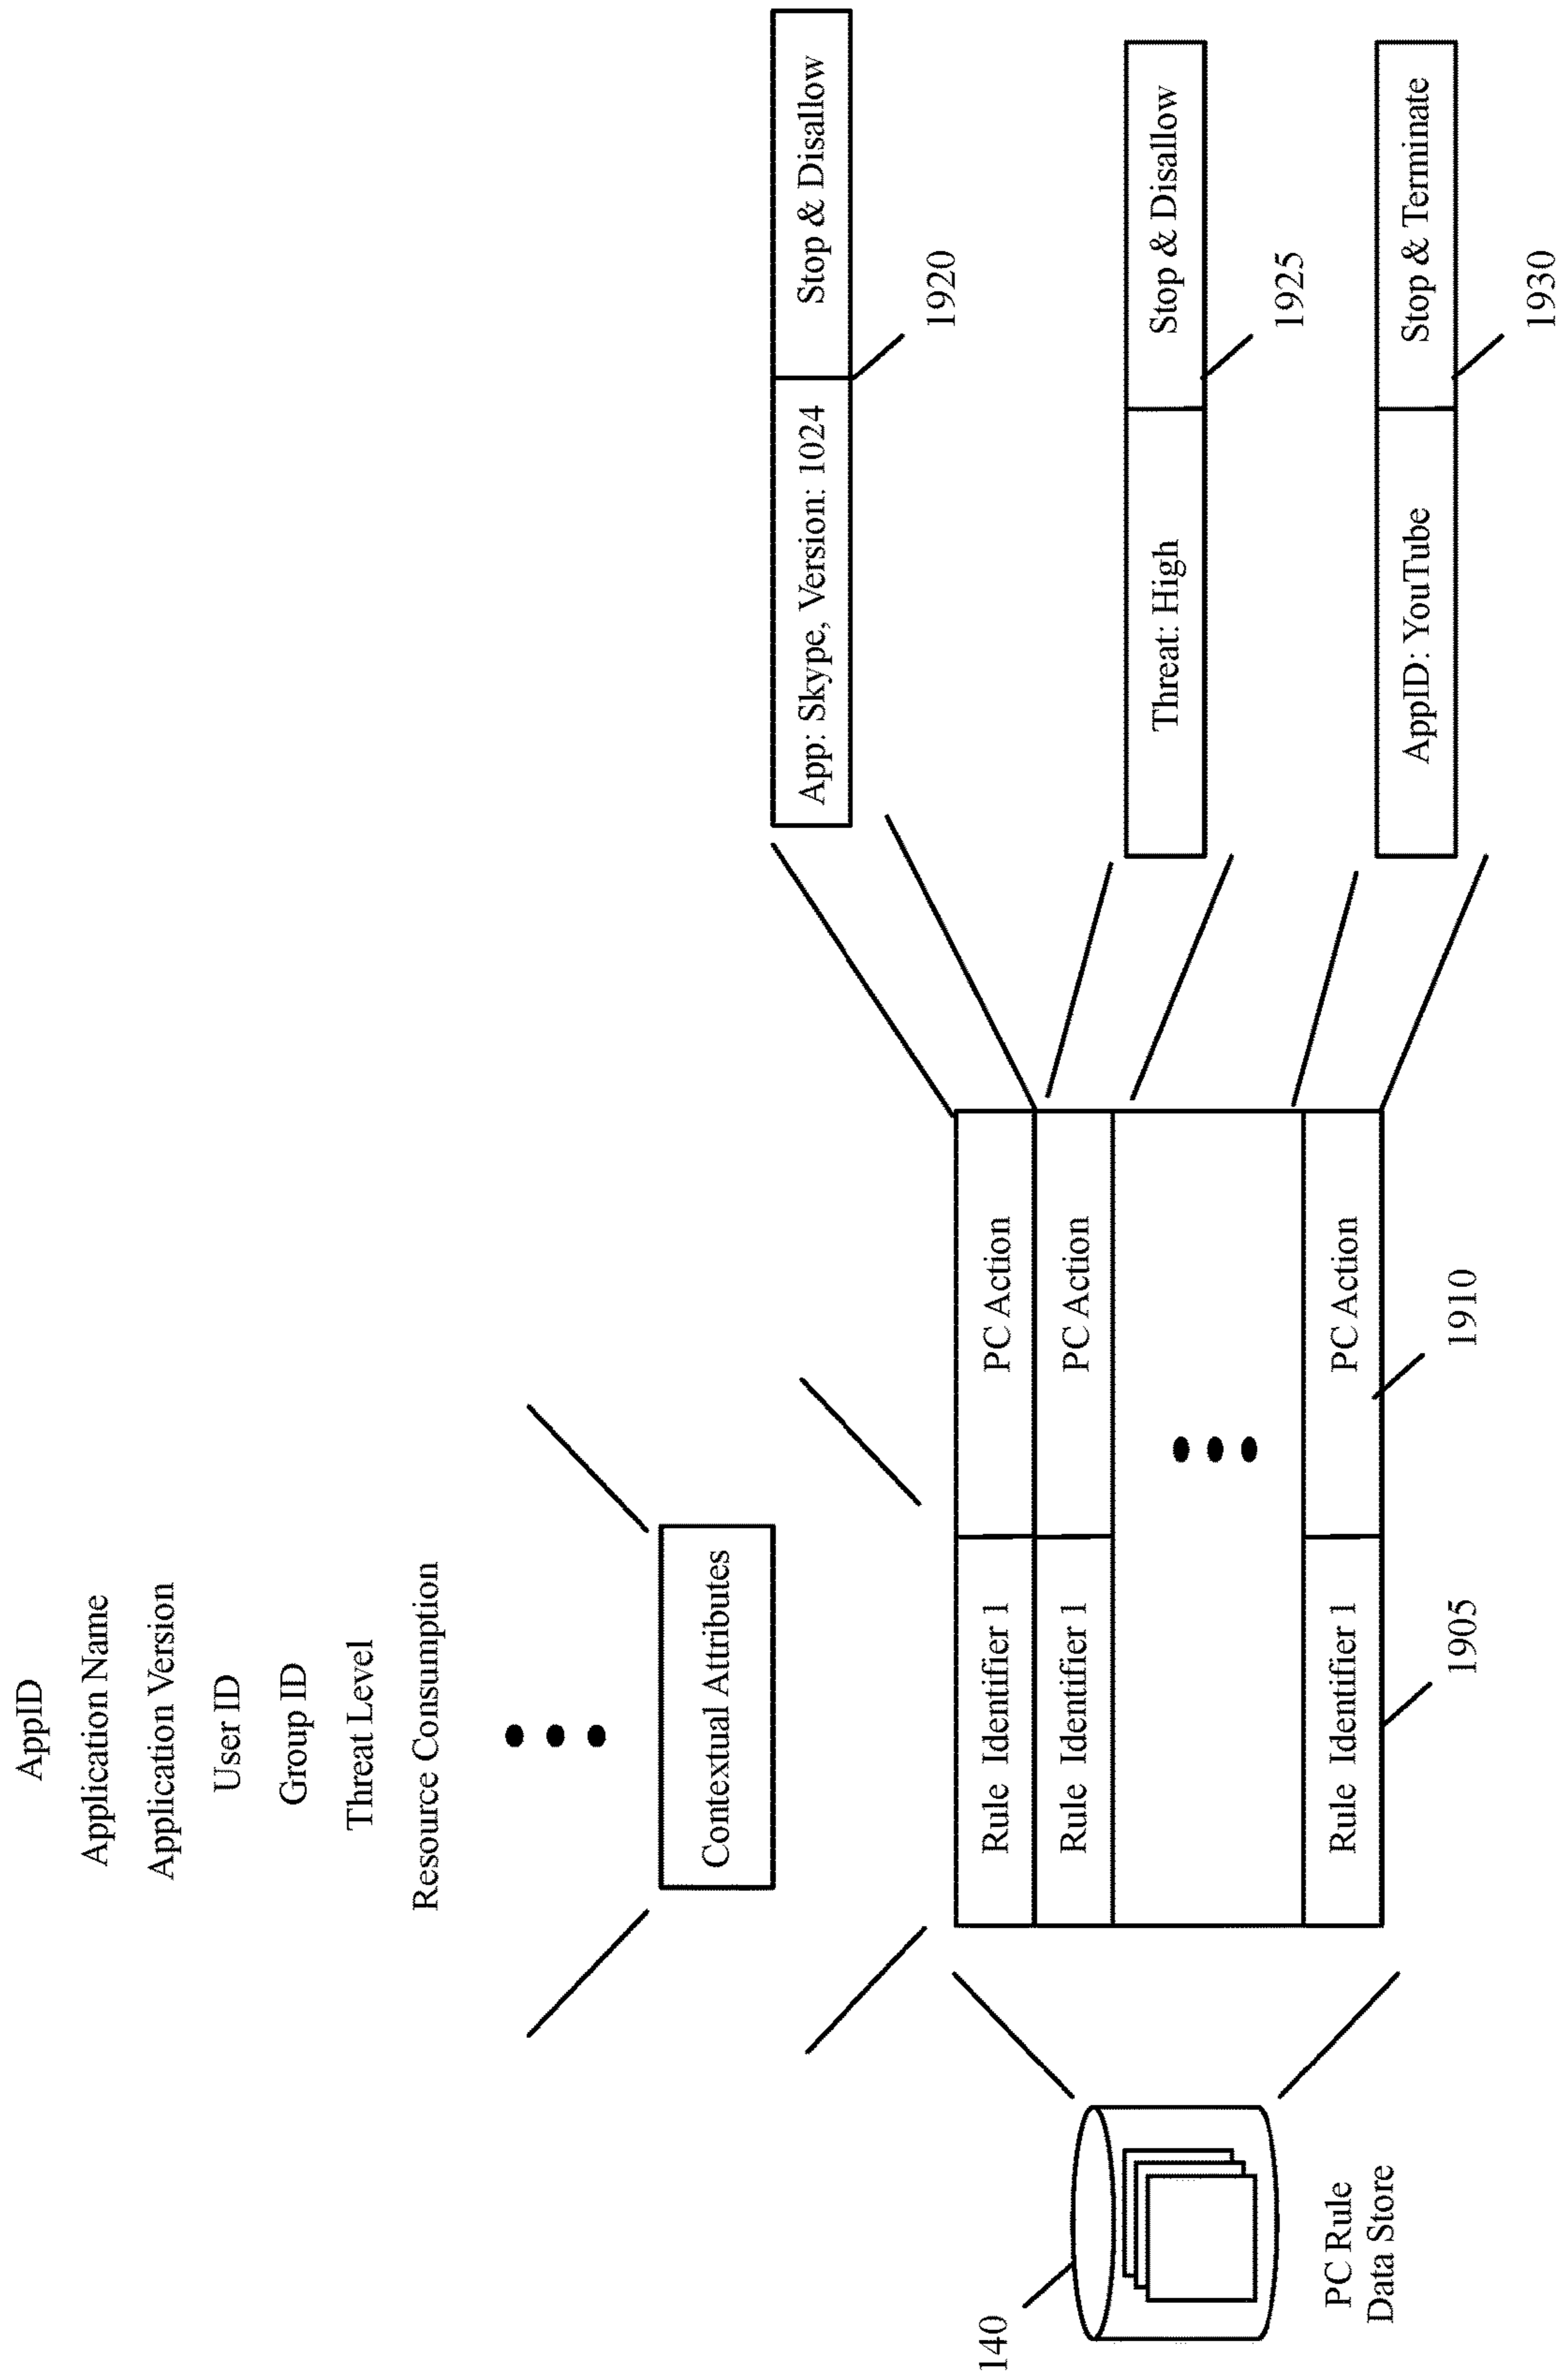 AppID
Application Name
Application Version
User ID
Group ID
Threat Level
Resource Consumption
Contextual Attributes
App: Skype, Version: 1024
Stop & Disallow
1920
140
PC Rule
Data Store
Rule Identifier 1
PC Action
Rule Identifier 1
PC Action
Rule Identifier 1
PC Action
1905
1910
Threat: High
Stop & Disallow
1925
AppID: YouTube
Stop & Terminate
1930